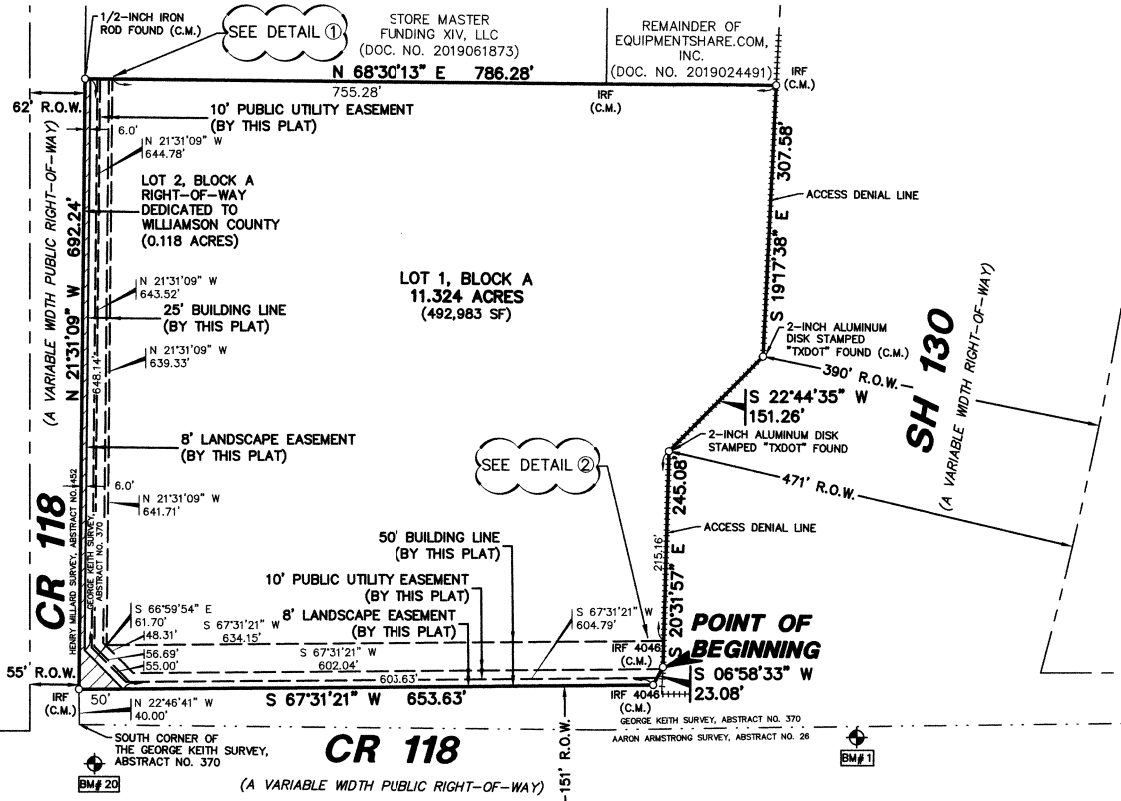 1/2-INCH IRON
ROD FOUND (C.M.)
SEE DETAIL 1
STORE MASTER
FUNDING XIV, LLC
(DOC. NO. 2019061873)
REMAINDER OF
EQUIPMENTSHARE.COM,
INC.
(DOC. NO. 2019024491)
IRF
(C.M.)
N 68°30'13" E 786.28'
755.28'
IRF
(C.M.)
62' R.O.W.
10' PUBLIC UTILITY EASEMENT
(BY THIS PLAT)
6.0'
N 21°31'09" W
644.78'
LOT 2, BLOCK A
RIGHT-OF-WAY
DEDICATED TO
WILLIAMSON COUNTY
(0.118 ACRES)
(A VARIABLE WIDTH PUBLIC RIGHT-OF-WAY)
N 21°31'09" W 692.24'
S 19°17'38" E 307.58'
ACCESS DENIAL LINE
LOT 1, BLOCK A
11.324 ACRES
(492,983 SF)
N 21°31'09" W
643.52'
25' BUILDING LINE
(BY THIS PLAT)
N 21°31'09" W
639.33'
648.14'
2-INCH ALUMINUM
DISK STAMPED
"TXDOT" FOUND (C.M.)
390' R.O.W.
SH 130
(A VARIABLE WIDTH RIGHT-OF-WAY)
S 22°44'35" W
151.26'
2-INCH ALUMINUM DISK
STAMPED "TXDOT" FOUND
471' R.O.W.
8' LANDSCAPE EASEMENT
(BY THIS PLAT)
SEE DETAIL 2
6.0'
N 21°31'09" W
641.71'
CR 118
HENRY MILLARD SURVEY, ABSTRACT NO. 452
GEORGE KEITH SURVEY,
ABSTRACT NO. 370
S 20°31'57" E 245.08'
215.16'
ACCESS DENIAL LINE
50' BUILDING LINE
(BY THIS PLAT)
10' PUBLIC UTILITY EASEMENT
(BY THIS PLAT)
8' LANDSCAPE EASEMENT
(BY THIS PLAT)
S 66°59'54" E
61.70'
48.31'
56.69'
55.00'
S 67°31'21" W
634.15'
S 67°31'21" W
604.79'
S 67°31'21" W
602.04'
603.63'
IRF 4046
(C.M.)
POINT OF
BEGINNING
S 06°58'33" W
23.08'
55' R.O.W.
IRF
(C.M.)
50'
N 22°46'41" W
40.00'
S 67°31'21" W 653.63'
IRF 4046
(C.M.)
151' R.O.W.
GEORGE KEITH SURVEY, ABSTRACT NO. 370
AARON ARMSTRONG SURVEY, ABSTRACT NO. 26
SOUTH CORNER OF
THE GEORGE KEITH SURVEY,
ABSTRACT NO. 370
BM# 20
CR 118
(A VARIABLE WIDTH PUBLIC RIGHT-OF-WAY)
BM# 1